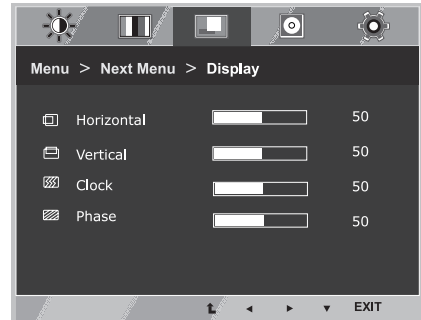 Menu > Next Menu > Display
Horizontal 50
Vertical 50
Clock 50
Phase 50
EXIT